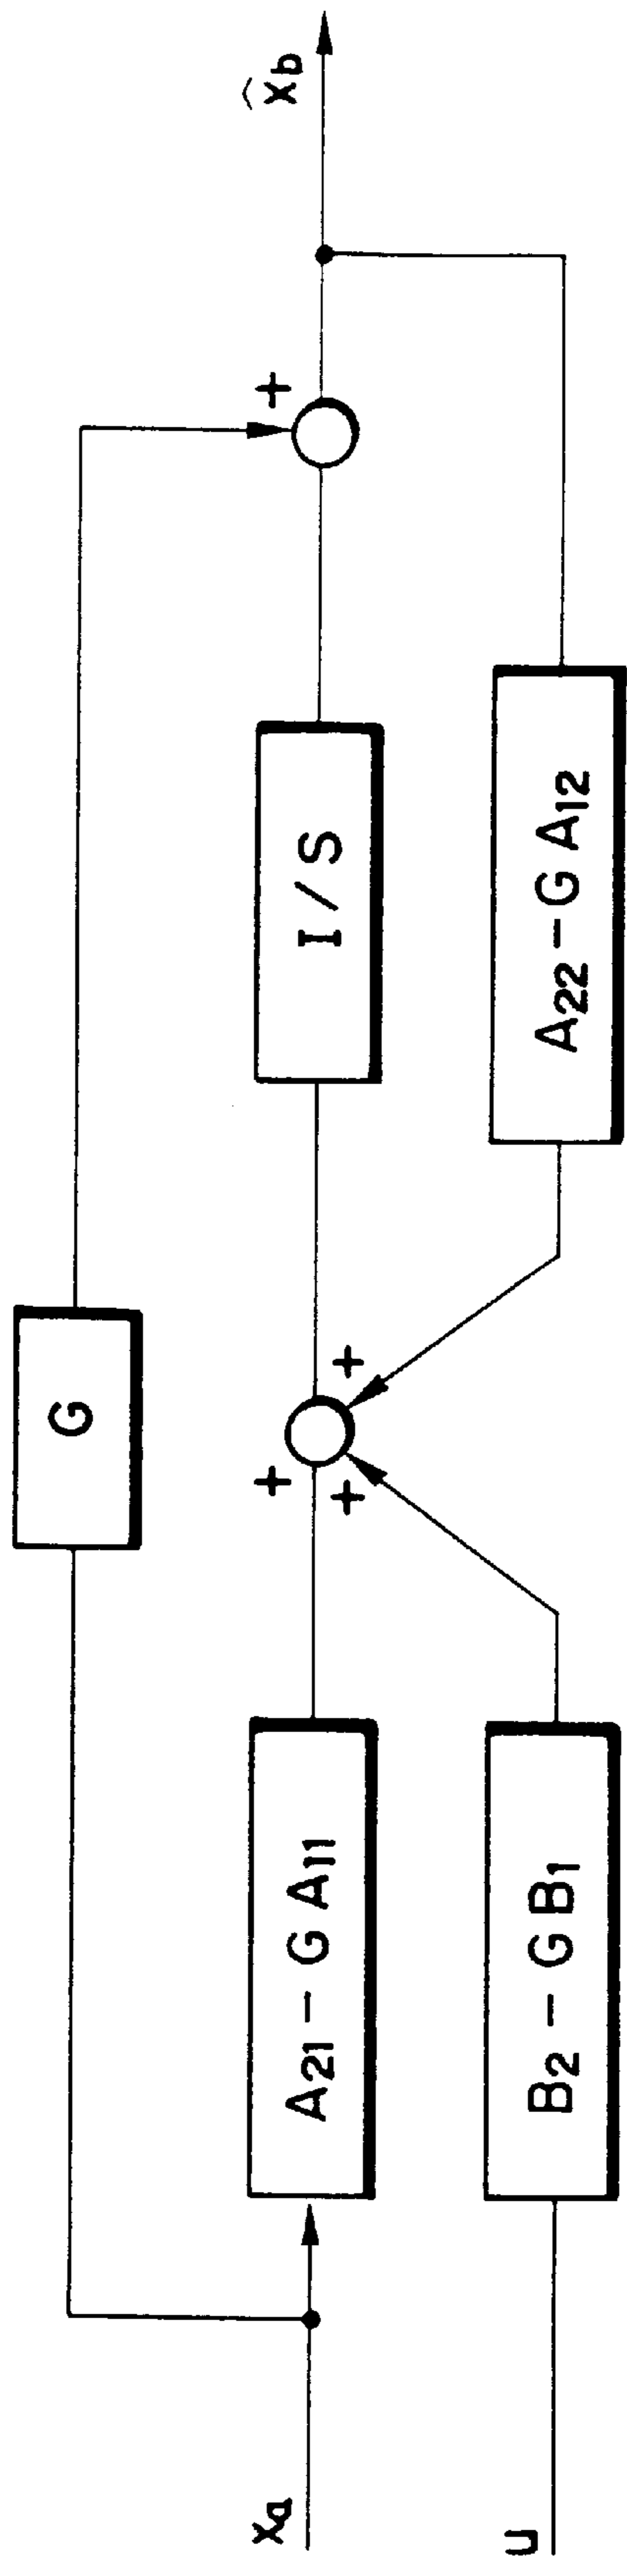 G
+
x̂b
xa
A21 - G A11
+
+
+
I/S
u
B2 - G B1
A22 - G A12